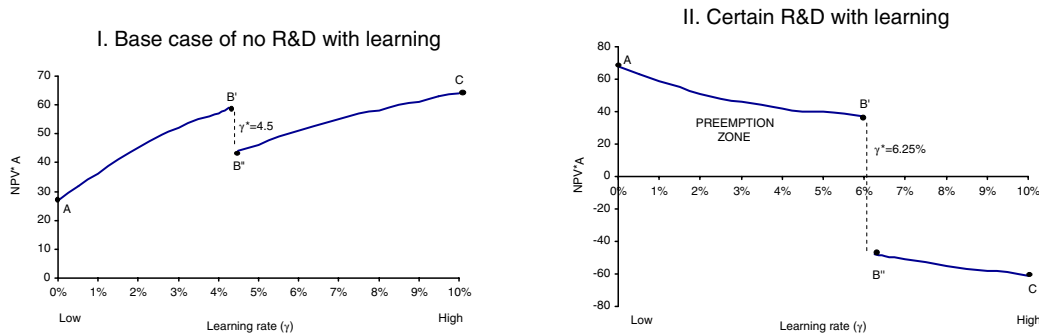 I. Base case of no R&D with learning
70
60
50
40
30
20
10
0
NPV* A
A
B'
γ*=4.5
B"
C
0% 1% 2% 3% 4% 5% 6% 7% 8% 9% 10%
Low Learning rate (γ) High
II. Certain R&D with learning
80
60
40
20
0
-20
-40
-60
-80
NPV*A
A
B'
PREEMPTION
ZONE
γ*=6.25%
0% 1% 2% 3% 4% 5% 6% 7% 8% 9% 10%
B"
C
Low Learning rate (γ) High